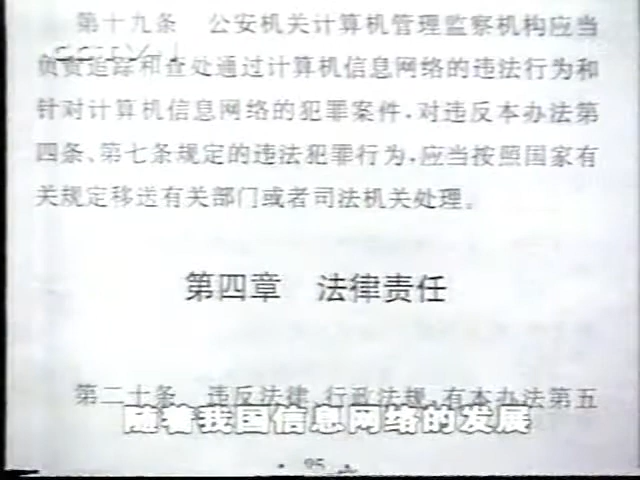 第十九条　公安机关计算机管理监察机构应当
CCTV-1
负责追踪和查处通过计算机信息网络的违法行为和
针对计算机信息网络的犯罪案件,对违反本办法第
四条、第七条规定的违法犯罪行为,应当按照国家有
关规定移送有关部门或者司法机关处理。
第四章　法律责任
第二十条　违反法律、行政法规,有本办法第五
随着我国信息网络的发展
95